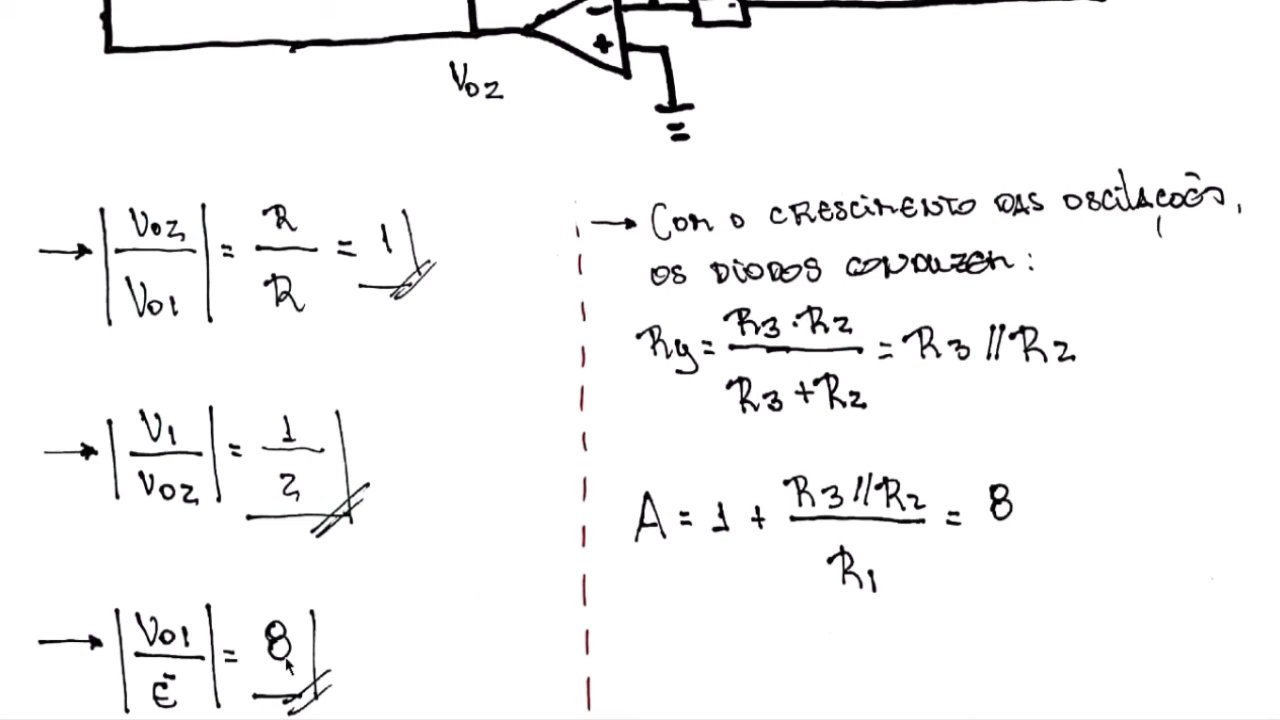 −
+
Vo2
→ |Vo2/Vo1| = R/R = 1
→ |V1/Vo2| = 1/2
→ |Vo1/e⁻| = 8
→ Com o crescimento das oscilações,
os diodos conduzem:
Ry = R3·R2/R3+R2 = R3//R2
A = 1 + R3//R2/R1 = 8